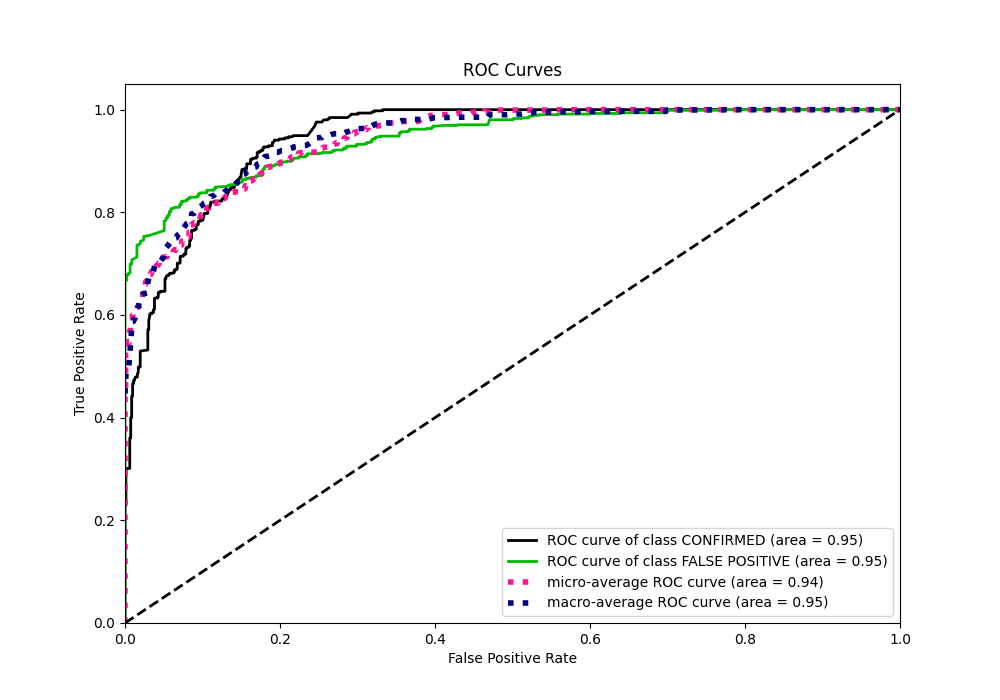 ROC Curves
True Positive Rate
1.0
0.8
0.6
0.4
0.2
0.0
ROC curve of class CONFIRMED (area = 0.95)
ROC curve of class FALSE POSITIVE (area = 0.95)
micro-average ROC curve (area = 0.94)
macro-average ROC curve (area = 0.95)
0.0 0.2 0.4 0.6 0.8 1.0
False Positive Rate